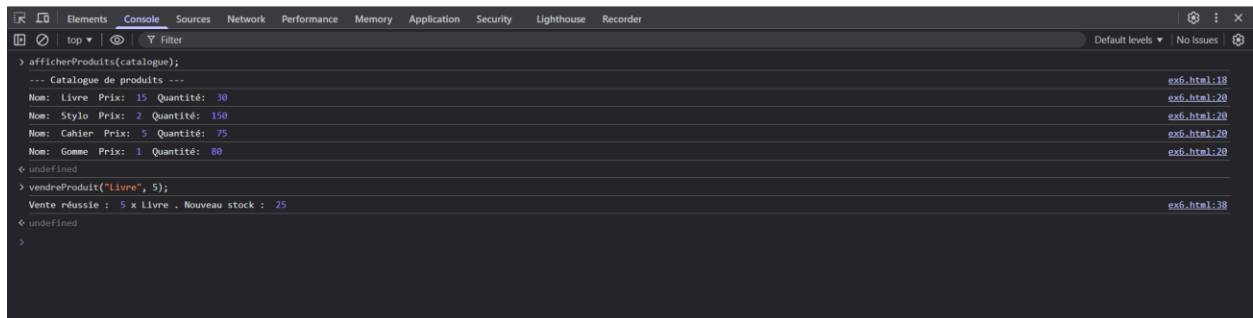 Elements Console Sources Network Performance Memory Application Security Lighthouse Recorder
top ▼ Filter Default levels ▼ No Issues
> afficherProduits(catalogue);
--- Catalogue de produits --- ex6.html:18
Nom: Livre Prix: 15 Quantité: 30 ex6.html:20
Nom: Stylo Prix: 2 Quantité: 150 ex6.html:20
Nom: Cahier Prix: 5 Quantité: 75 ex6.html:20
Nom: Gomme Prix: 1 Quantité: 80 ex6.html:20
< undefined
> vendreProduit("Livre", 5);
Vente réussie : 5 x Livre . Nouveau stock : 25 ex6.html:38
< undefined
>